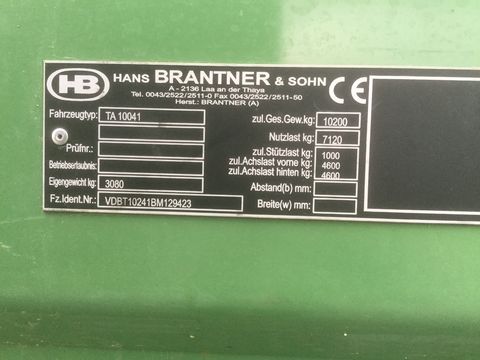 HB HANS BRANTNER & SOHN CE
A - 2136 Laa an der Thaya
Tel. 0043/2522/2511-0 Fax 0043/2522/2511-50
Herst.: BRANTNER (A)
Fahrzeugtyp: TA 10041 zul.Ges.Gew.kg: 10200
Nutzlast kg: 7120
Prüfnr.: zul.Stützlast kg: 1000
zul.Achslast vorne kg: 4600
Betriebserlaubnis: zul.Achslast hinten kg: 4600
Eigengewicht kg: 3080 Abstand(b) mm:
Fz.Ident.Nr.: VDBT10241BM129423 Breite(w) mm: